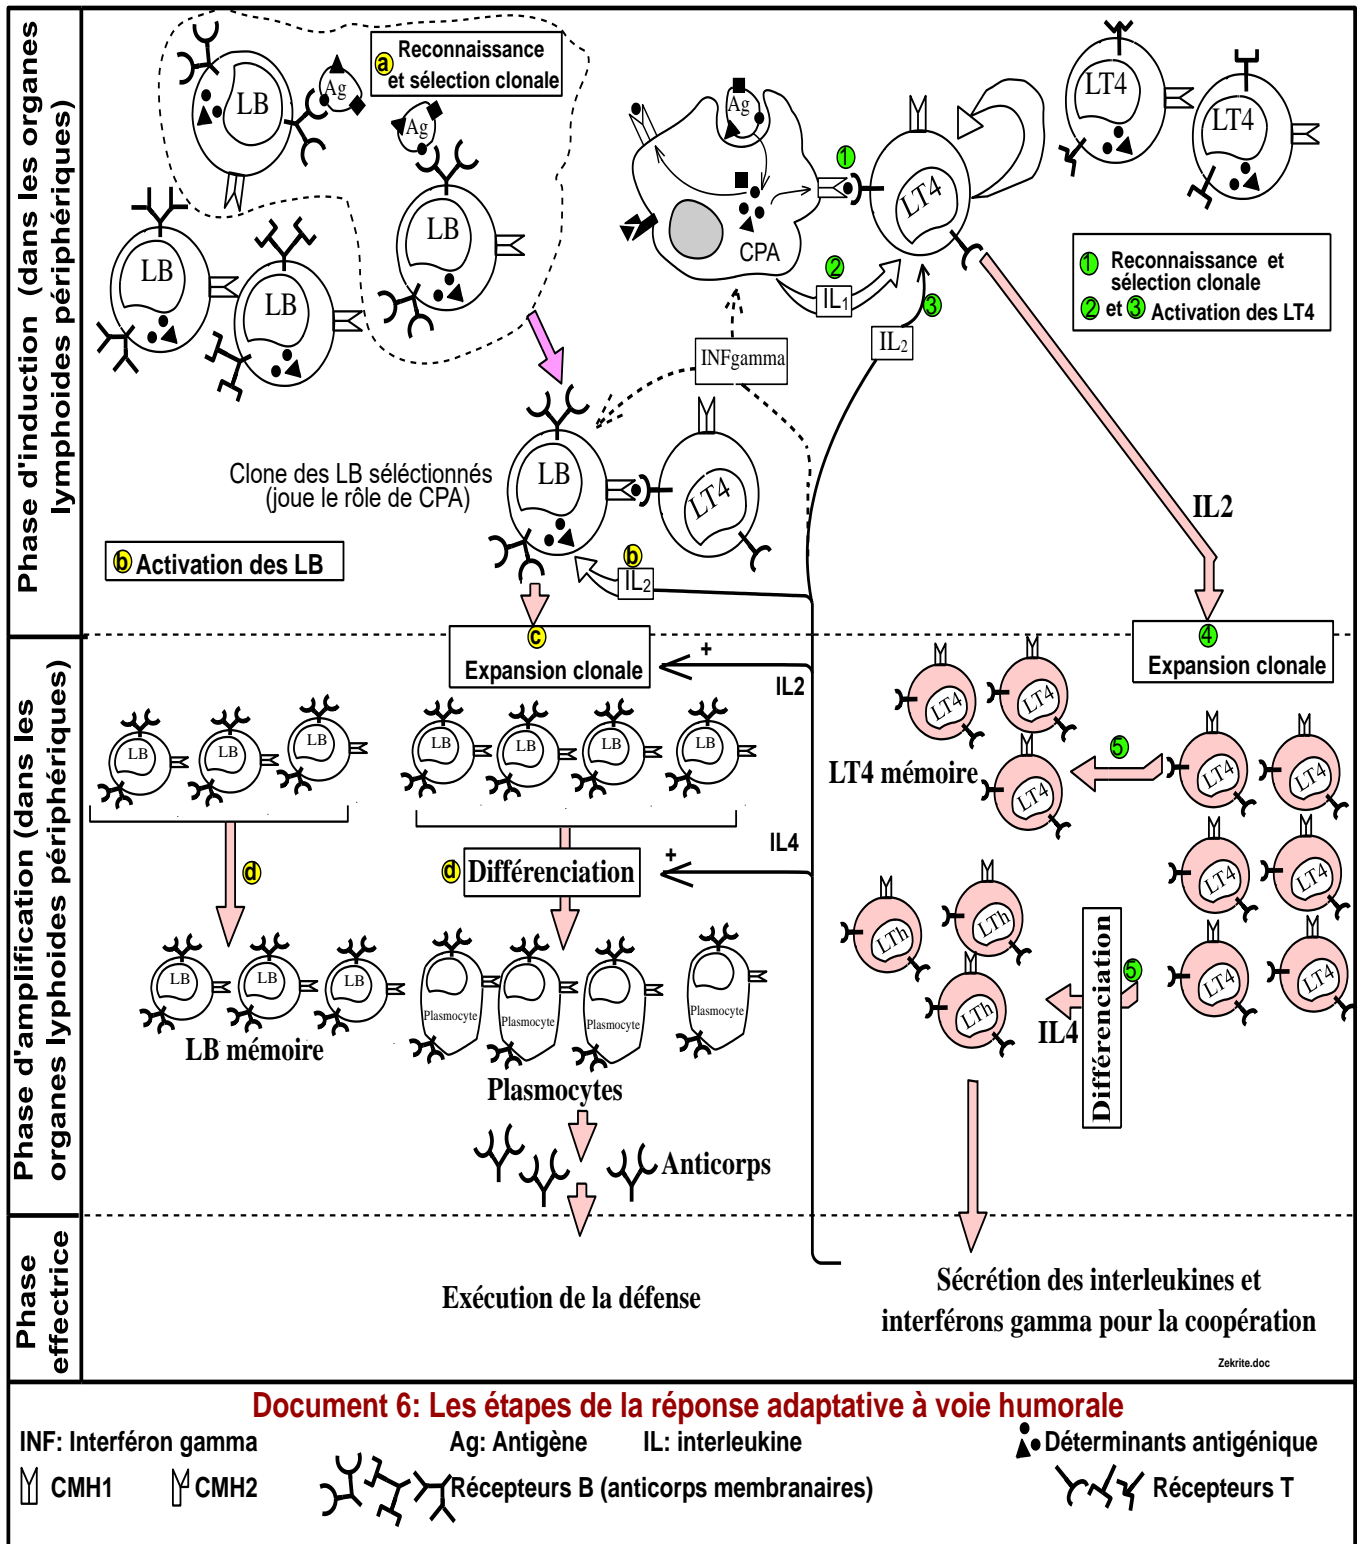 Phase d'induction (dans les organes
lymphoides périphériques)
a Reconnaissance
et sélection clonale
LB
Ag
Ag
LB
LB
LB
Ag
CPA
1
LT4
LT4
LT4
1 Reconnaissance et
sélection clonale
2 et 3 Activation des LT4
2
IL1
3
IL2
INFgamma
Clone des LB séléctionnés
(joue le rôle de CPA)
LB
LT4
b Activation des LB
b
IL2
IL2
Phase d'amplification (dans les
organes lyphoides périphériques)
c
Expansion clonale
+
IL2
4
Expansion clonale
LB
LB
LB
LB
LB
LB
LB
LT4
LT4
LT4
LT4 mémoire
5
LT4
LT4
LT4
LT4
LT4
LT4
d
d Différenciation
+
IL4
LTh
LTh
LTh
5
IL4
Différenciation
LB
LB
LB
LB mémoire
Plasmocyte
Plasmocyte
Plasmocyte
Plasmocyte
Plasmocytes
Anticorps
Phase
effectrice
Exécution de la défense
Sécrétion des interleukines et
interférons gamma pour la coopération
Zekrite.doc
Document 6: Les étapes de la réponse adaptative à voie humorale
INF: Interféron gamma
Ag: Antigène
IL: interleukine
Déterminants antigénique
CMH1
CMH2
Récepteurs B (anticorps membranaires)
Récepteurs T